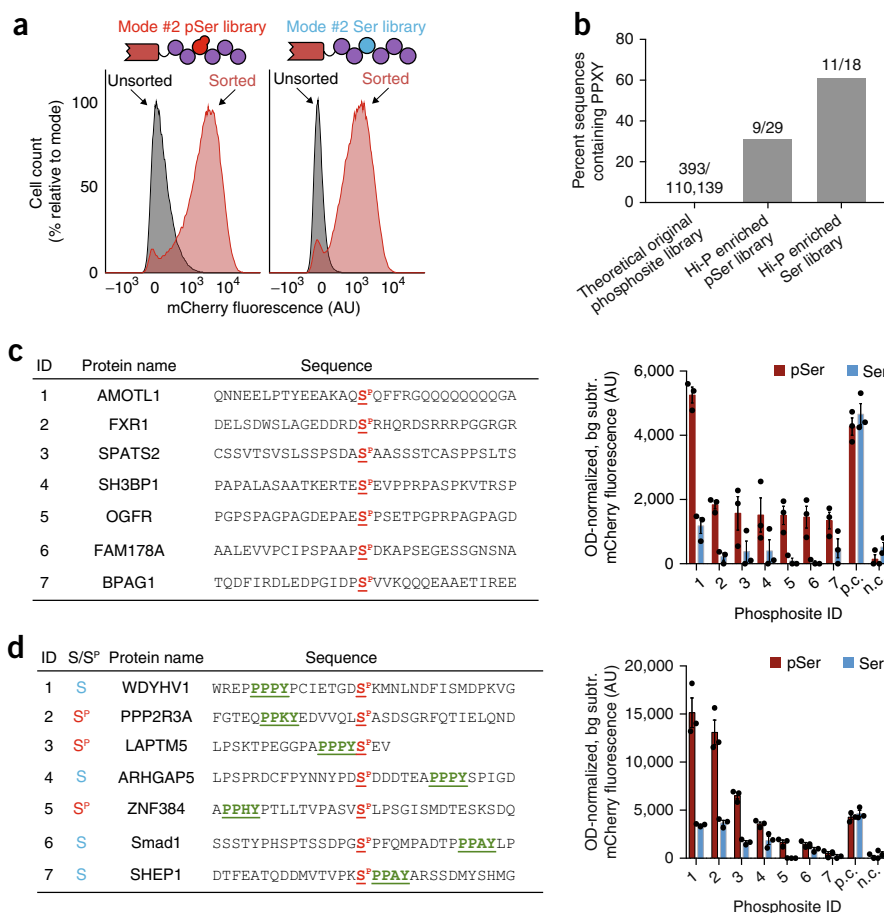 a
Mode #2 pSer library
Mode #2 Ser library
Unsorted Sorted
Unsorted Sorted
Cell count
(% relative to mode)
100
50
0
–10³ 0 10³ 10⁴
–10³ 0 10³ 10⁴
mCherry fluorescence (AU)
b
Percent sequences
containing PPXY
80
60
40
20
0
393/
110,139
9/29
11/18
Theoretical original
phosphosite library
Hi-P enriched
pSer library
Hi-P enriched
Ser library
c
ID Protein name Sequence
1 AMOTL1 QNNEELPTYEEAKAQSᴾQFFRGQQQQQQQQGA
2 FXR1 DELSDWSLAGEDDRDSᴾRHQRDSRRRPGGRGR
3 SPATS2 CSSVTSVSLSSPSDASᴾAASSSTCASPPSLTS
4 SH3BP1 PAPALASAATKERTESᴾEVPPRPASPKVTRSP
5 OGFR PGPSPAGPAGDEPAESᴾPSETPGPRPAGPAGD
6 FAM178A AALEVVPCIPSPAAPSᴾDKAPSEGESSGNSNA
7 BPAG1 TQDFIRDLEDPGIDPSᴾVVKQQQEAAETIREE
OD-normalized, bg subtr.
mCherry fluorescence (AU)
pSer Ser
6,000
4,000
2,000
0
1 2 3 4 5 6 7 p.c. n.c.
Phosphosite ID
d
ID S/Sᴾ Protein name Sequence
1 S WDYHV1 WREPPPPYPCIETGDSᴾKMNLNDFISMDPKVG
2 Sᴾ PPP2R3A FGTEQPPKYEDVVQLSᴾASDSGRFQTIELQND
3 Sᴾ LAPTM5 LPSKTPEGGPAPPPYSᴾEV
4 S ARHGAP5 LPSPRDCFPYNNYPDSᴾDDDTEAPPPYSPIGD
5 Sᴾ ZNF384 APPHYPTLLTVPASVSᴾLPSGISMDTESKSDQ
6 S Smad1 SSSTYPHSPTSSDPGSᴾPFQMPADTPPPAYLP
7 S SHEP1 DTFEATQDDMVTVPKSᴾPPAYARSSDMYSHMG
OD-normalized, bg subtr.
mCherry fluorescence (AU)
pSer Ser
20,000
15,000
10,000
5,000
0
1 2 3 4 5 6 7 p.c. n.c.
Phosphosite ID